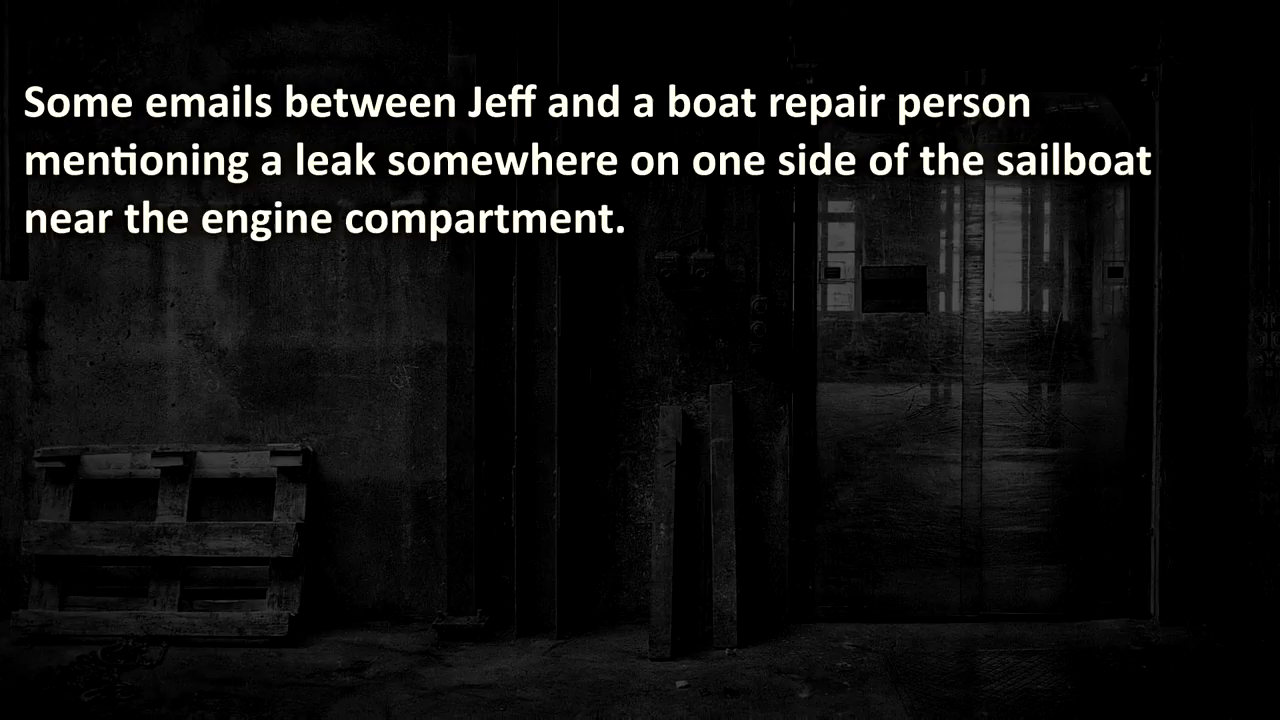 Some emails between Jeff and a boat repair person
mentioning a leak somewhere on one side of the sailboat
near the engine compartment.